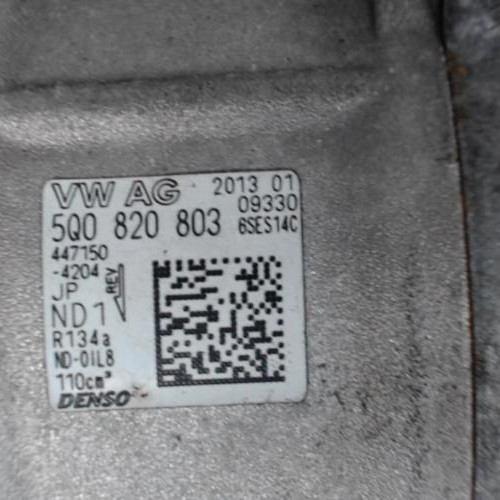 VW AG 2013 01
09330
5Q0 820 803 6SES14C
447150
-4204
JP REV
ND1
R134a
ND-OIL8
110cm³
DENSO